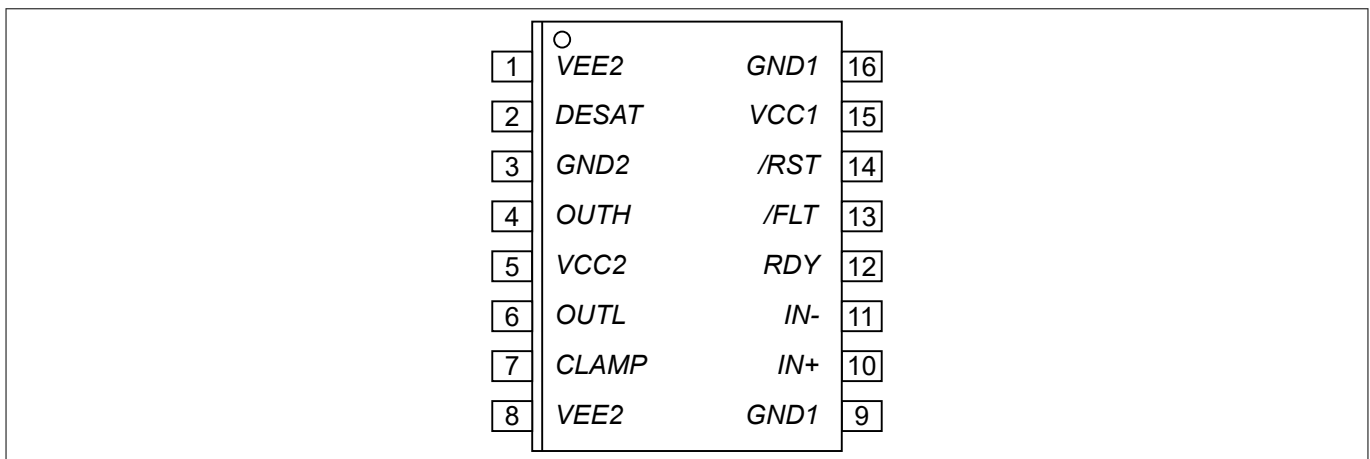 1 VEE2 GND1 16
2 DESAT VCC1 15
3 GND2 /RST 14
4 OUTH /FLT 13
5 VCC2 RDY 12
6 OUTL IN- 11
7 CLAMP IN+ 10
8 VEE2 GND1 9